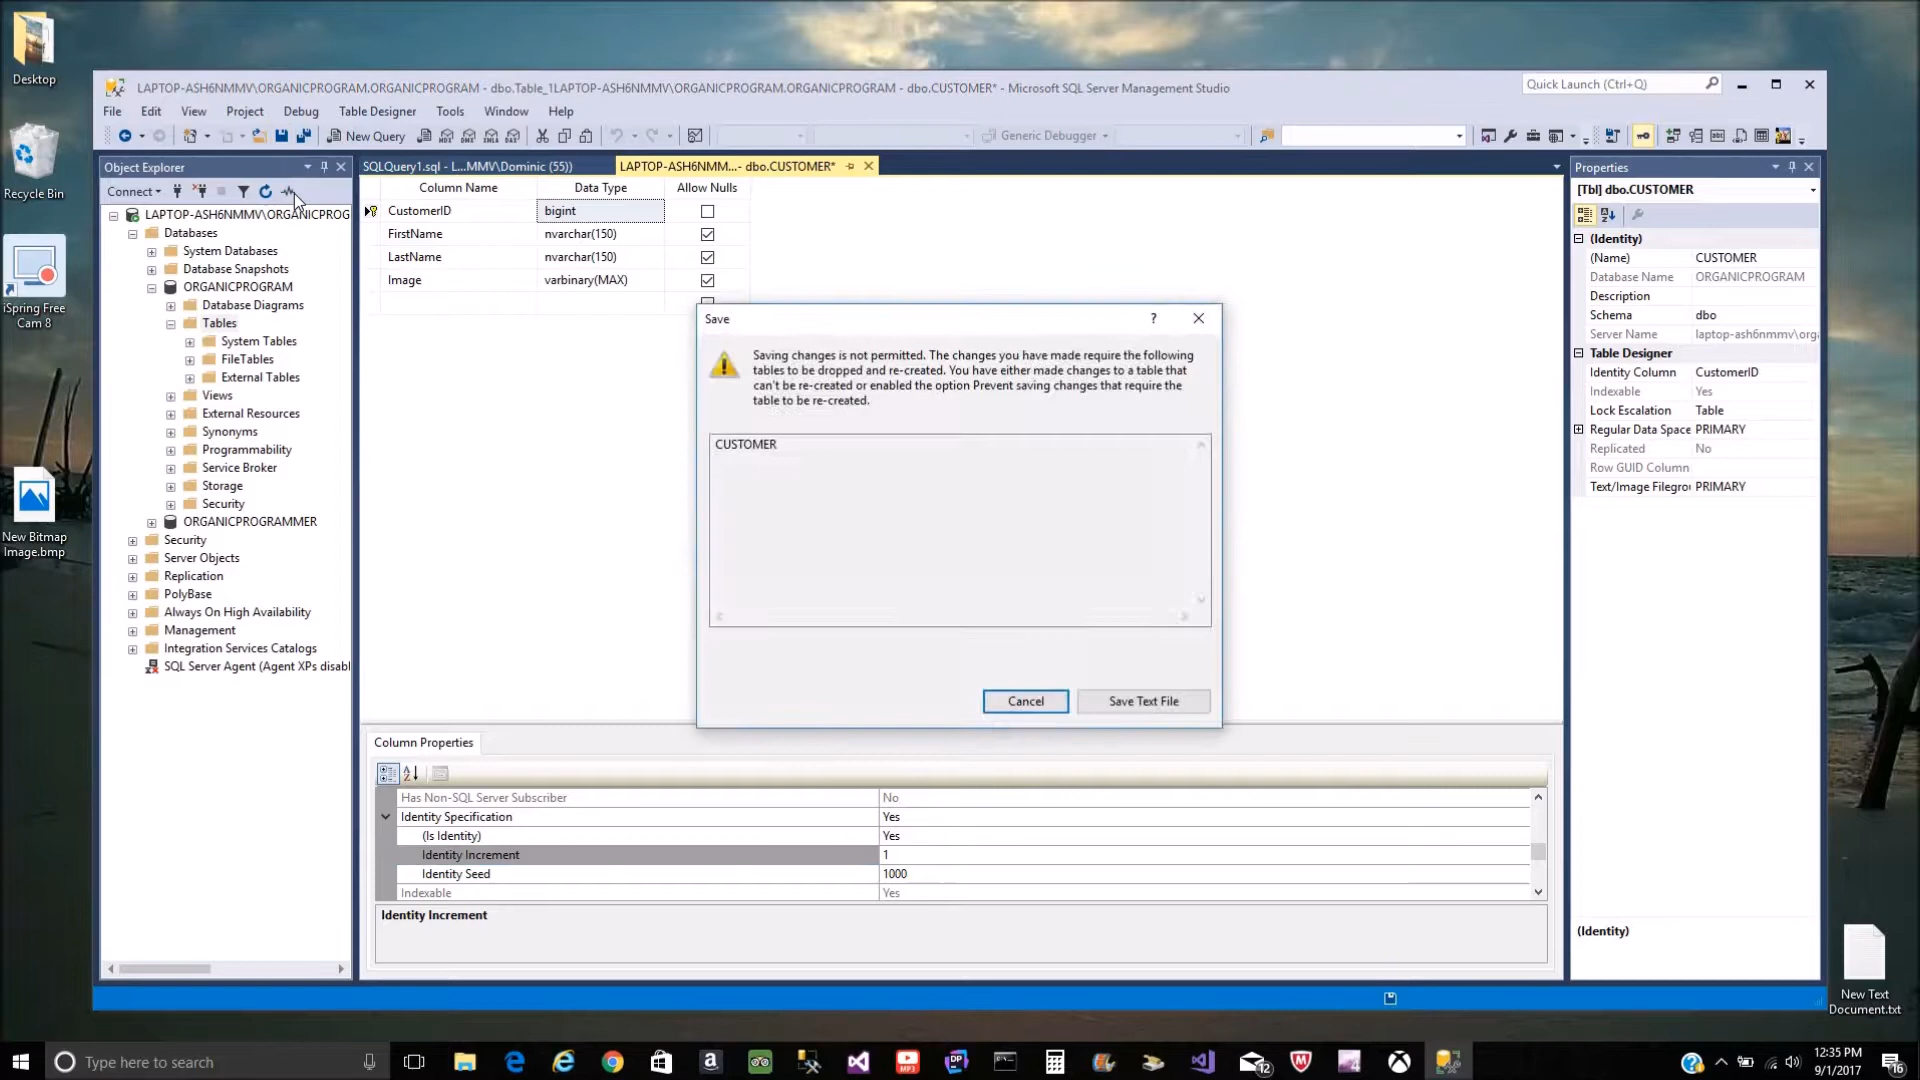 Desktop
Recycle Bin
iSpring Free
Cam 8
New Bitmap
Image.bmp
LAPTOP-ASH6NMMV\ORGANICPROGRAM.ORGANICPROGRAM - dbo.Table_1LAPTOP-ASH6NMMV\ORGANICPROGRAM.ORGANICPROGRAM - dbo.CUSTOMER* - Microsoft SQL Server Management Studio
Quick Launch (Ctrl+Q)
File Edit View Project Debug Table Designer Tools Window Help
New Query
Generic Debugger
Object Explorer
Connect
LAPTOP-ASH6NMMV\ORGANICPROG
Databases
System Databases
Database Snapshots
ORGANICPROGRAM
Database Diagrams
Tables
System Tables
FileTables
External Tables
Views
External Resources
Synonyms
Programmability
Service Broker
Storage
Security
ORGANICPROGRAMMER
Security
Server Objects
Replication
PolyBase
Always On High Availability
Management
Integration Services Catalogs
SQL Server Agent (Agent XPs disabl
SQLQuery1.sql - L...MMV\Dominic (55))
LAPTOP-ASH6NMM...- dbo.CUSTOMER*
Column Name Data Type Allow Nulls
CustomerID bigint
FirstName nvarchar(150)
LastName nvarchar(150)
Image varbinary(MAX)
Save
?
Saving changes is not permitted. The changes you have made require the following
tables to be dropped and re-created. You have either made changes to a table that
can't be re-created or enabled the option Prevent saving changes that require the
table to be re-created.
CUSTOMER
Cancel
Save Text File
Column Properties
Has Non-SQL Server Subscriber No
Identity Specification Yes
(Is Identity) Yes
Identity Increment 1
Identity Seed 1000
Indexable Yes
Identity Increment
Properties
[Tbl] dbo.CUSTOMER
(Identity)
(Name) CUSTOMER
Database Name ORGANICPROGRAM
Description
Schema dbo
Server Name laptop-ash6nmmv\orga
Table Designer
Identity Column CustomerID
Indexable Yes
Lock Escalation Table
Regular Data Space PRIMARY
Replicated No
Row GUID Column
Text/Image Filegrou PRIMARY
(Identity)
New Text
Document.txt
Type here to search
12
12:35 PM
9/1/2017
16